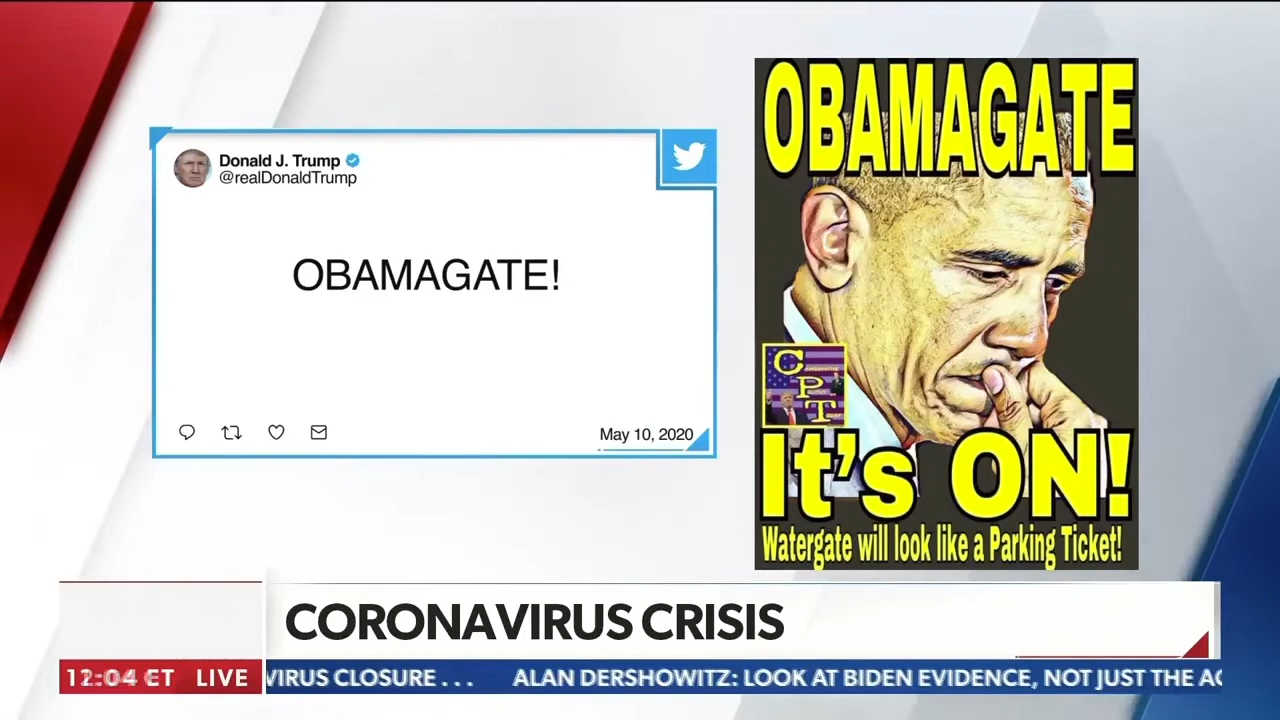 Donald J. Trump
@realDonaldTrump
OBAMAGATE!
May 10, 2020
OBAMAGATE
CPT
It's ON!
Watergate will look like a Parking Ticket!
CORONAVIRUS CRISIS
12:04 ET LIVE
VIRUS CLOSURE . . . ALAN DERSHOWITZ: LOOK AT BIDEN EVIDENCE, NOT JUST THE AC